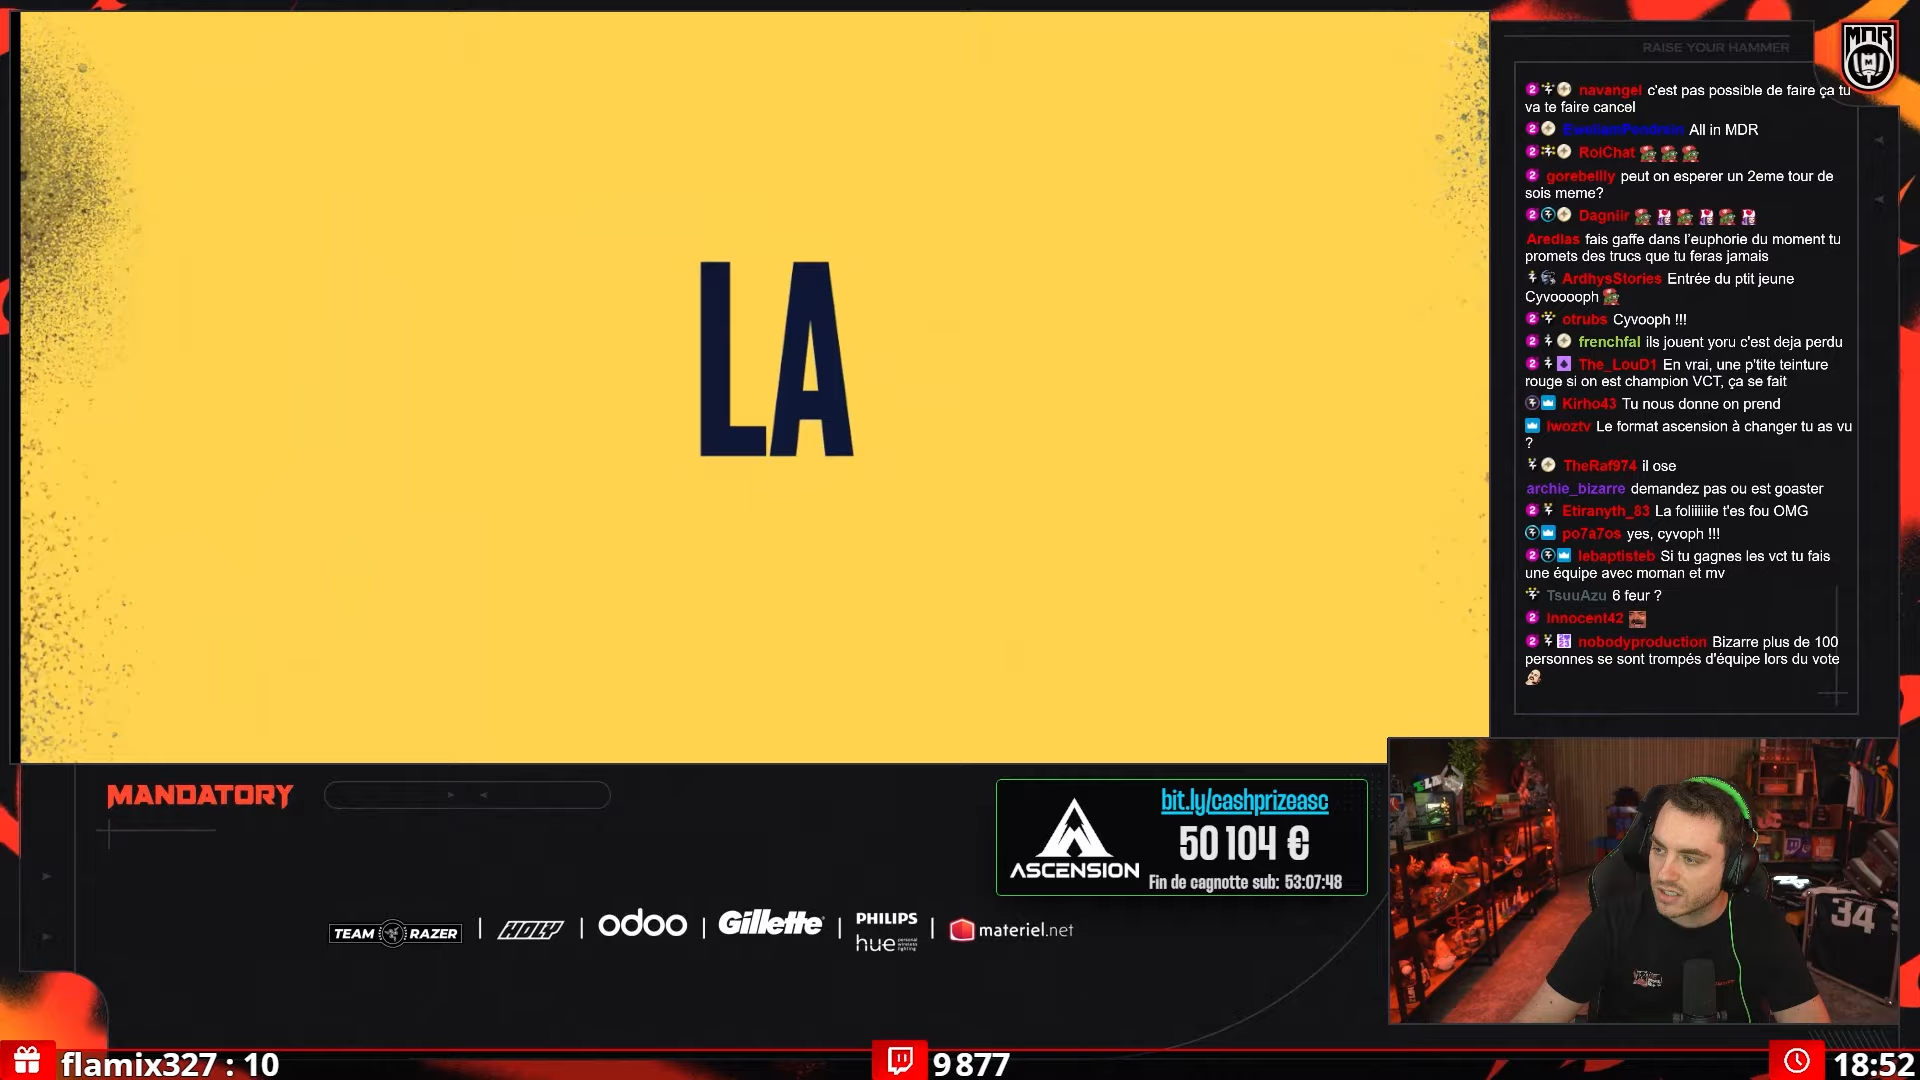 LA
RAISE YOUR HAMMER
MDR
navangel c'est pas possible de faire ça tu
va te faire cancel
All in MDR
RoiChat
gorebeilly peut on esperer un 2eme tour de
sois meme?
Dagniir
Aredias fais gaffe dans l'euphorie du moment tu
promets des trucs que tu feras jamais
ArdhysStories Entrée du ptit jeune
Cyvooooph
otrubs Cyvooph !!!
frenchfal ils jouent yoru c'est deja perdu
The_LouD1 En vrai, une p'tite teinture
rouge si on est champion VCT, ça se fait
Kirho43 Tu nous donne on prend
iwoztv Le format ascension à changer tu as vu
?
TheRaf974 il ose
archie_bizarre demandez pas ou est goaster
Etiranyth_83 La foliiiiiie t'es fou OMG
po7a7os yes, cyvoph !!!
lebaptisteb Si tu gagnes les vct tu fais
une équipe avec moman et mv
TsuuAzu 6 feur ?
Innocent42
nobodyproduction Bizarre plus de 100
personnes se sont trompés d'équipe lors du vote
MANDATORY
ASCENSION
bit.ly/cashprizeasc
50 104 €
Fin de cagnotte sub: 53:07:48
TEAM RAZER | HOLY | odoo | Gillette | PHILIPS hue personal wireless lighting | materiel.net
34
flamix327 : 10
9 877
18:52